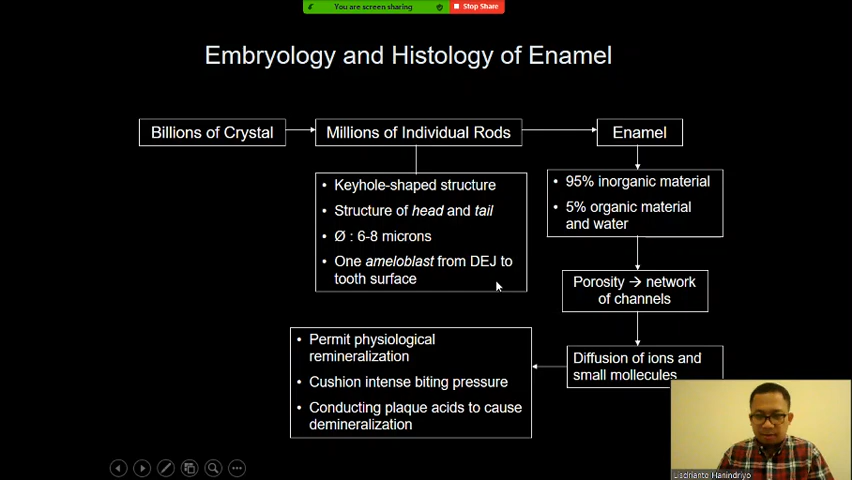 You are screen sharing
Stop Share
Embryology and Histology of Enamel
Billions of Crystal
Millions of Individual Rods
Enamel
• Keyhole-shaped structure
• Structure of head and tail
• Ø : 6-8 microns
• One ameloblast from DEJ to
tooth surface
• 95% inorganic material
• 5% organic material
and water
Porosity → network
of channels
Diffusion of ions and
small molecules
• Permit physiological
remineralization
• Cushion intense biting pressure
• Conducting plaque acids to cause
demineralization
Lisdrianto Hanindriyo